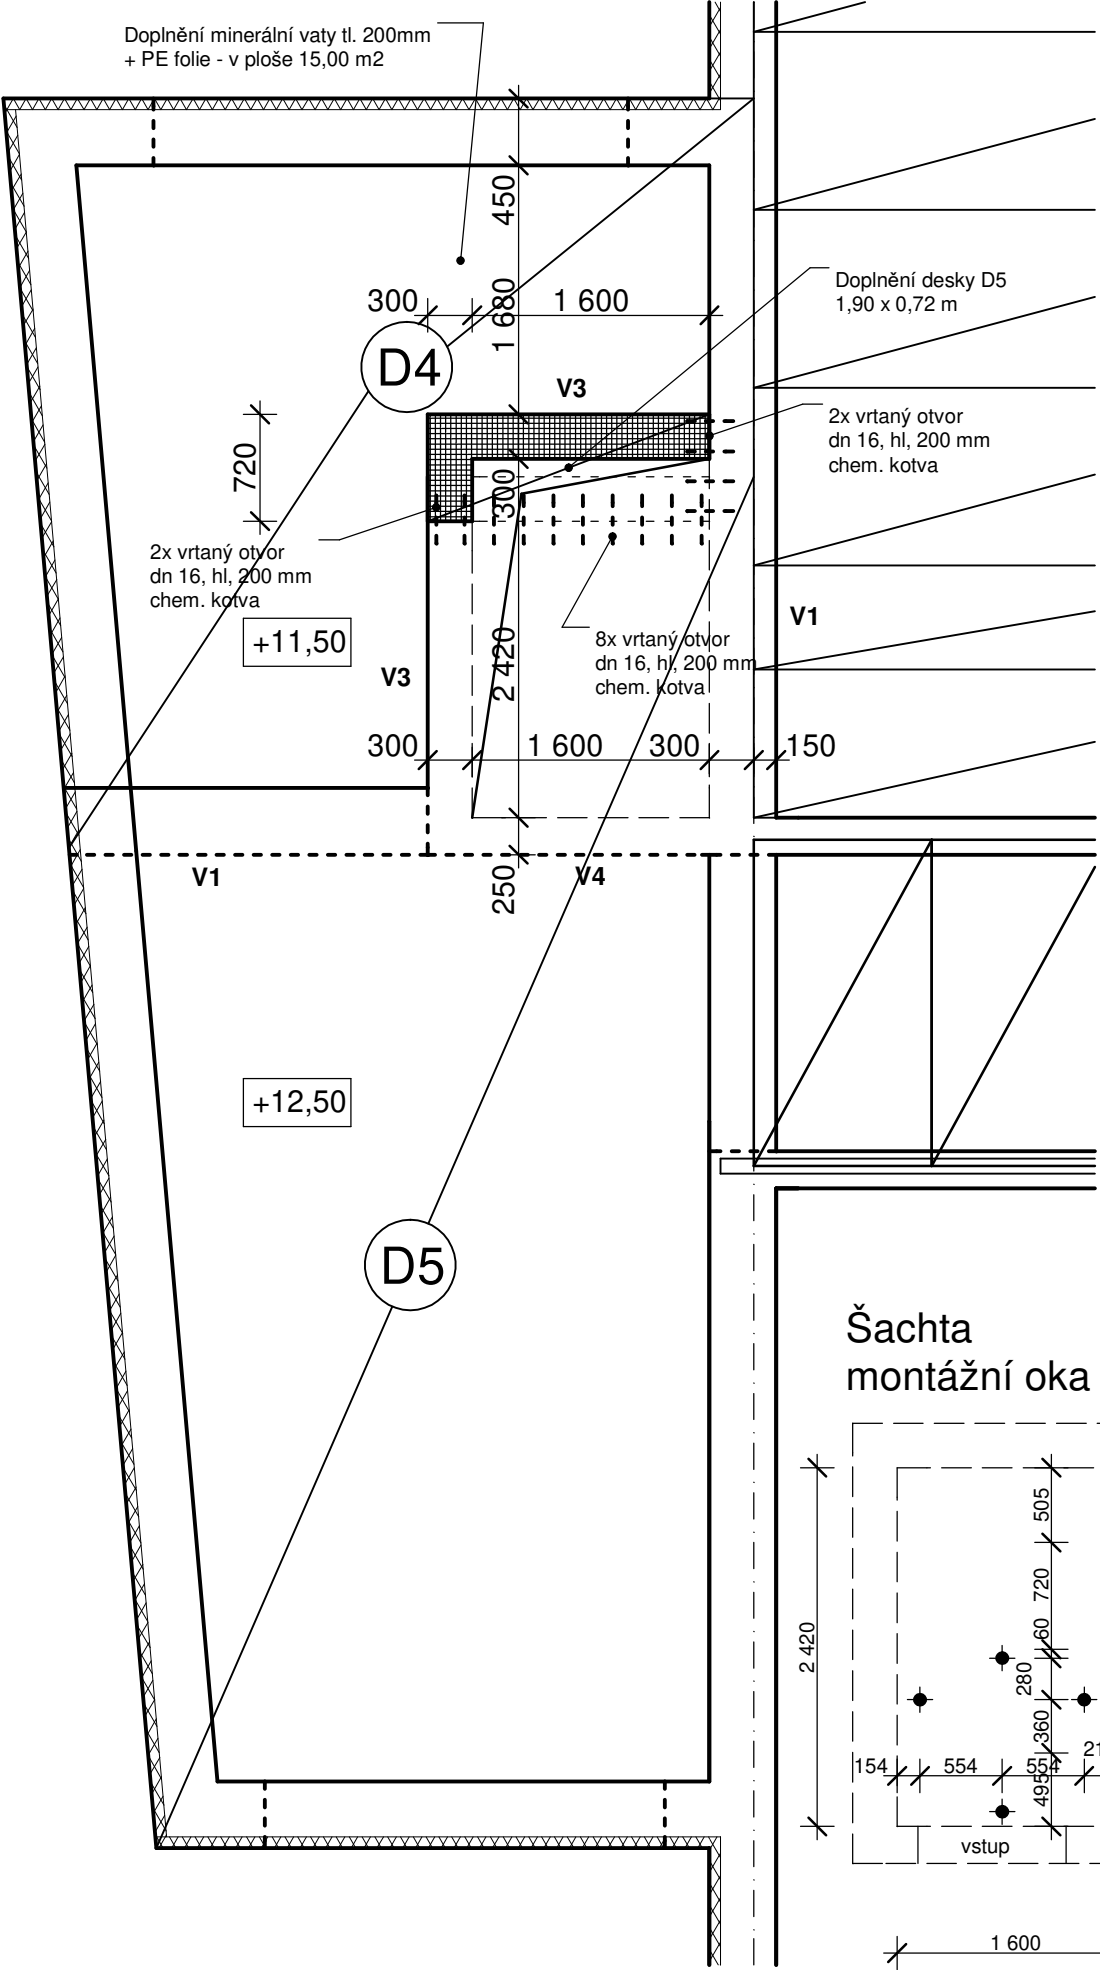 Doplnění minerální vaty tl. 200mm
+ PE folie - v ploše 15,00 m2
450
1 680
300
1 600
D4
Doplnění desky D5
1,90 x 0,72 m
V3
2x vrtaný otvor
dn 16, hl, 200 mm
chem. kotva
720
300
2x vrtaný otvor
dn 16, hl, 200 mm
chem. kotva
+11,50
8x vrtaný otvor
dn 16, hl, 200 mm
chem. kotva
V1
V3
2 420
300
1 600
300
150
V1
250
V4
+12,50
D5
Šachta
montážní oka
505
720
60
2 420
280
360
21
154
554
554
495
vstup
1 600